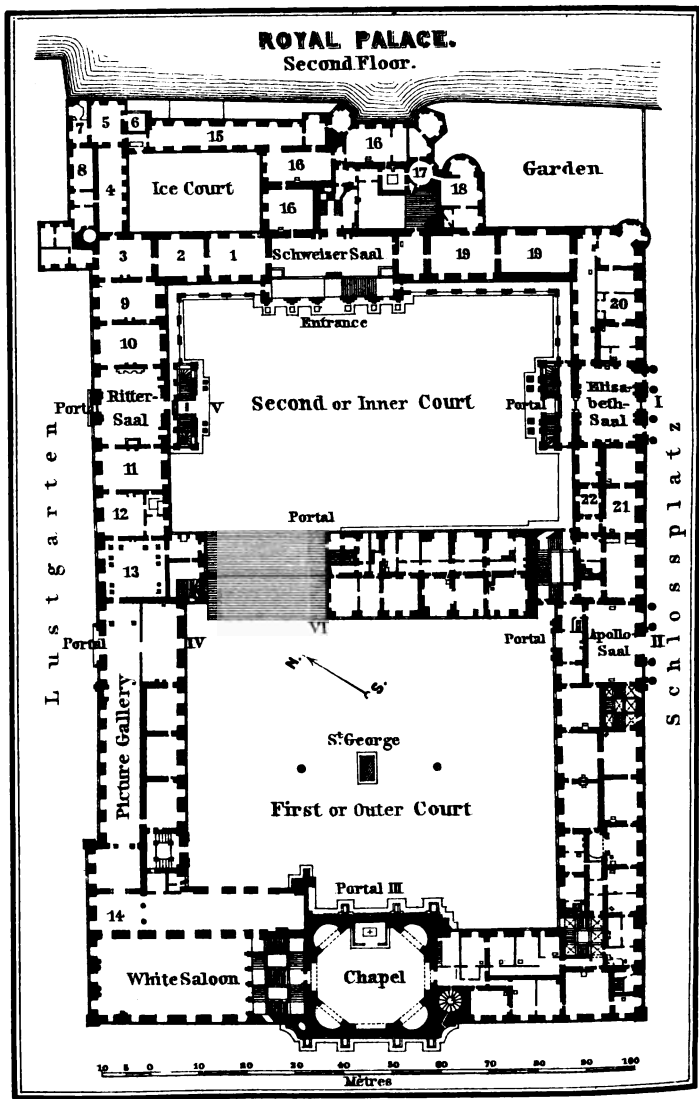 ROYAL PALACE.
Second Floor.
7
5
6
15
16
8
4
Ice Court
16
16
17
18
Garden
3
2
1
Schweizer Saal
19
19
9
Entrance
20
10
Portal
Ritter-
Saal
V
Second or Inner Court
Portal
Elisa-
beth-
Saal
I
11
12
22
21
Portal
13
VI
Portal
IV
Portal
Apollo-
Saal
II
N.
S.
Lustgarten
Schlossplatz
Picture Gallery
St. George
First or Outer Court
14
Portal III
White Saloon
Chapel
10 5 0 10 20 30 40 50 60 70 80 90 100
Mètres